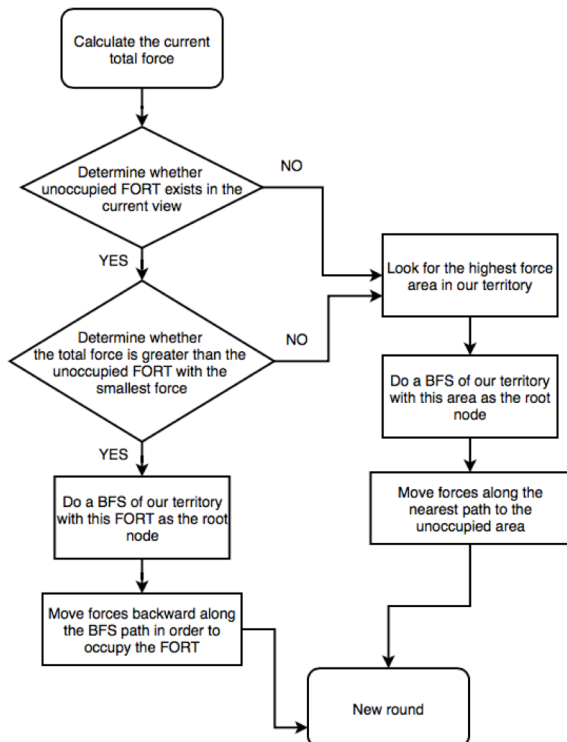 Calculate the current
total force
Determine whether
unoccupied FORT exists in the
current view
NO
YES
Look for the highest force
area in our territory
Determine whether
the total force is greater than the
unoccupied FORT with the
smallest force
NO
Do a BFS of our territory
with this area as the root
node
YES
Do a BFS of our territory
with this FORT as the root
node
Move forces along the
nearest path to the
unoccupied area
Move forces backward along
the BFS path in order to
occupy the FORT
New round